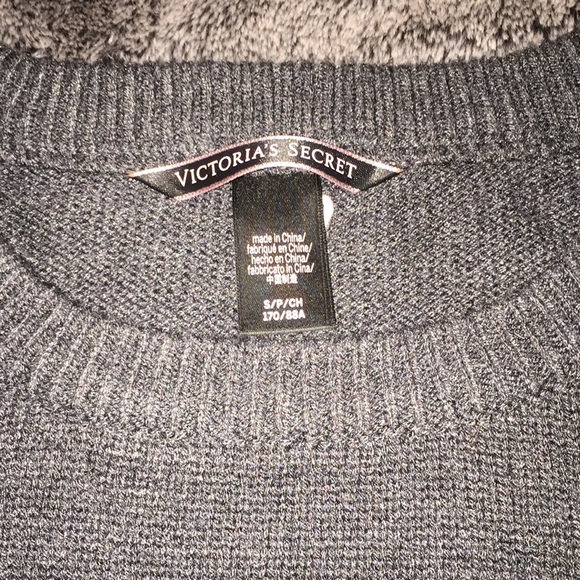 VICTORIA'S SECRET
made in China/
fabriqué en Chine/
hecho en China/
fabbricato in Cina/
中国制造
S/P/CH
170/88A